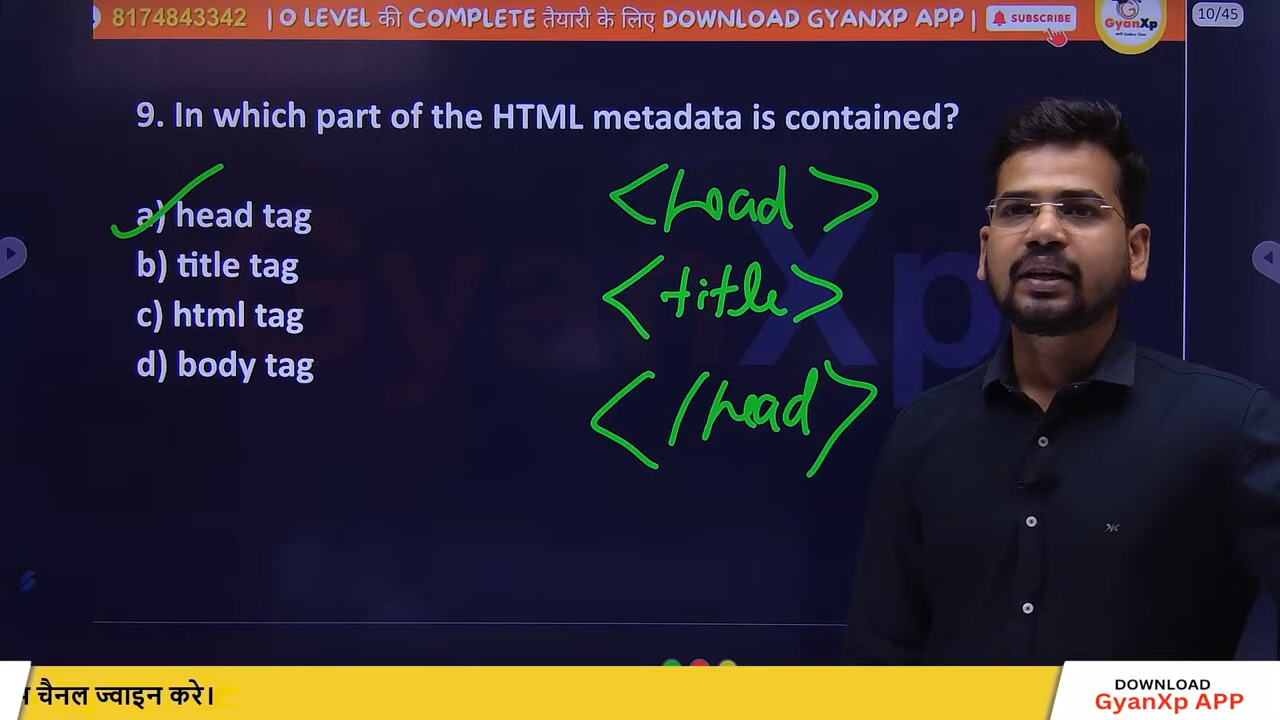 8174843342 | O LEVEL की COMPLETE तैयारी के लिए DOWNLOAD GYANXP APP | SUBSCRIBE
GyanXp
10/45
9. In which part of the HTML metadata is contained?
a) head tag
b) title tag
c) html tag
d) body tag
<head>
<title>
</head>
GyanXp
चैनल ज्वाइन करे।
DOWNLOAD
GyanXp APP